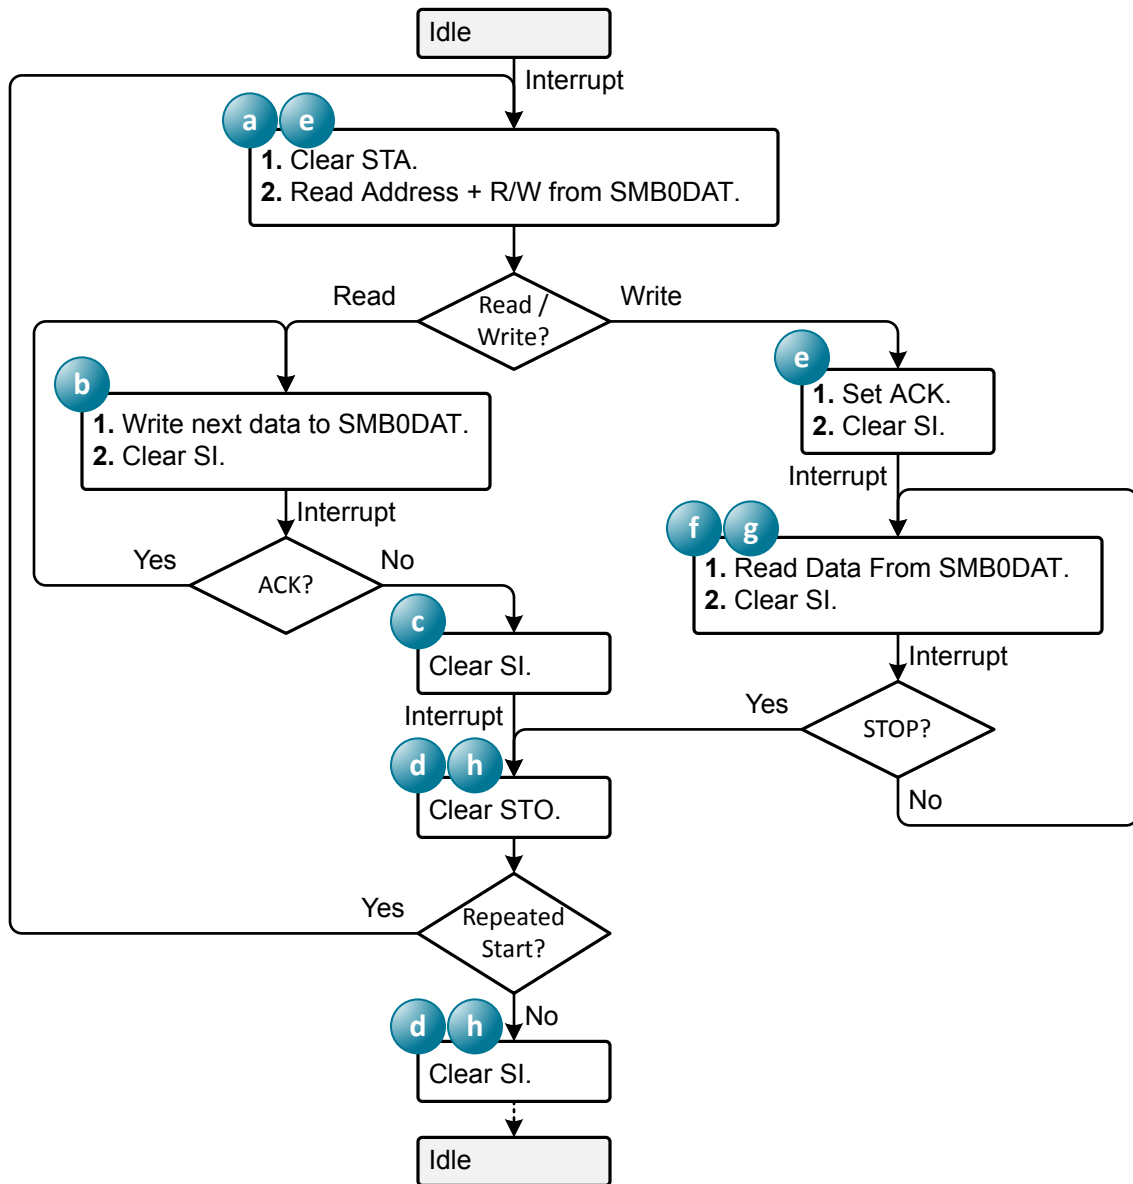 Idle
Interrupt
a e
1. Clear STA.
2. Read Address + R/W from SMB0DAT.
Read
Read /
Write?
Write
b
1. Write next data to SMB0DAT.
2. Clear SI.
e
1. Set ACK.
2. Clear SI.
Interrupt
Interrupt
Yes
ACK?
No
f g
1. Read Data From SMB0DAT.
2. Clear SI.
c
Clear SI.
Interrupt
Interrupt
Yes
STOP?
No
d h
Clear STO.
Yes
Repeated
Start?
No
d h
Clear SI.
Idle